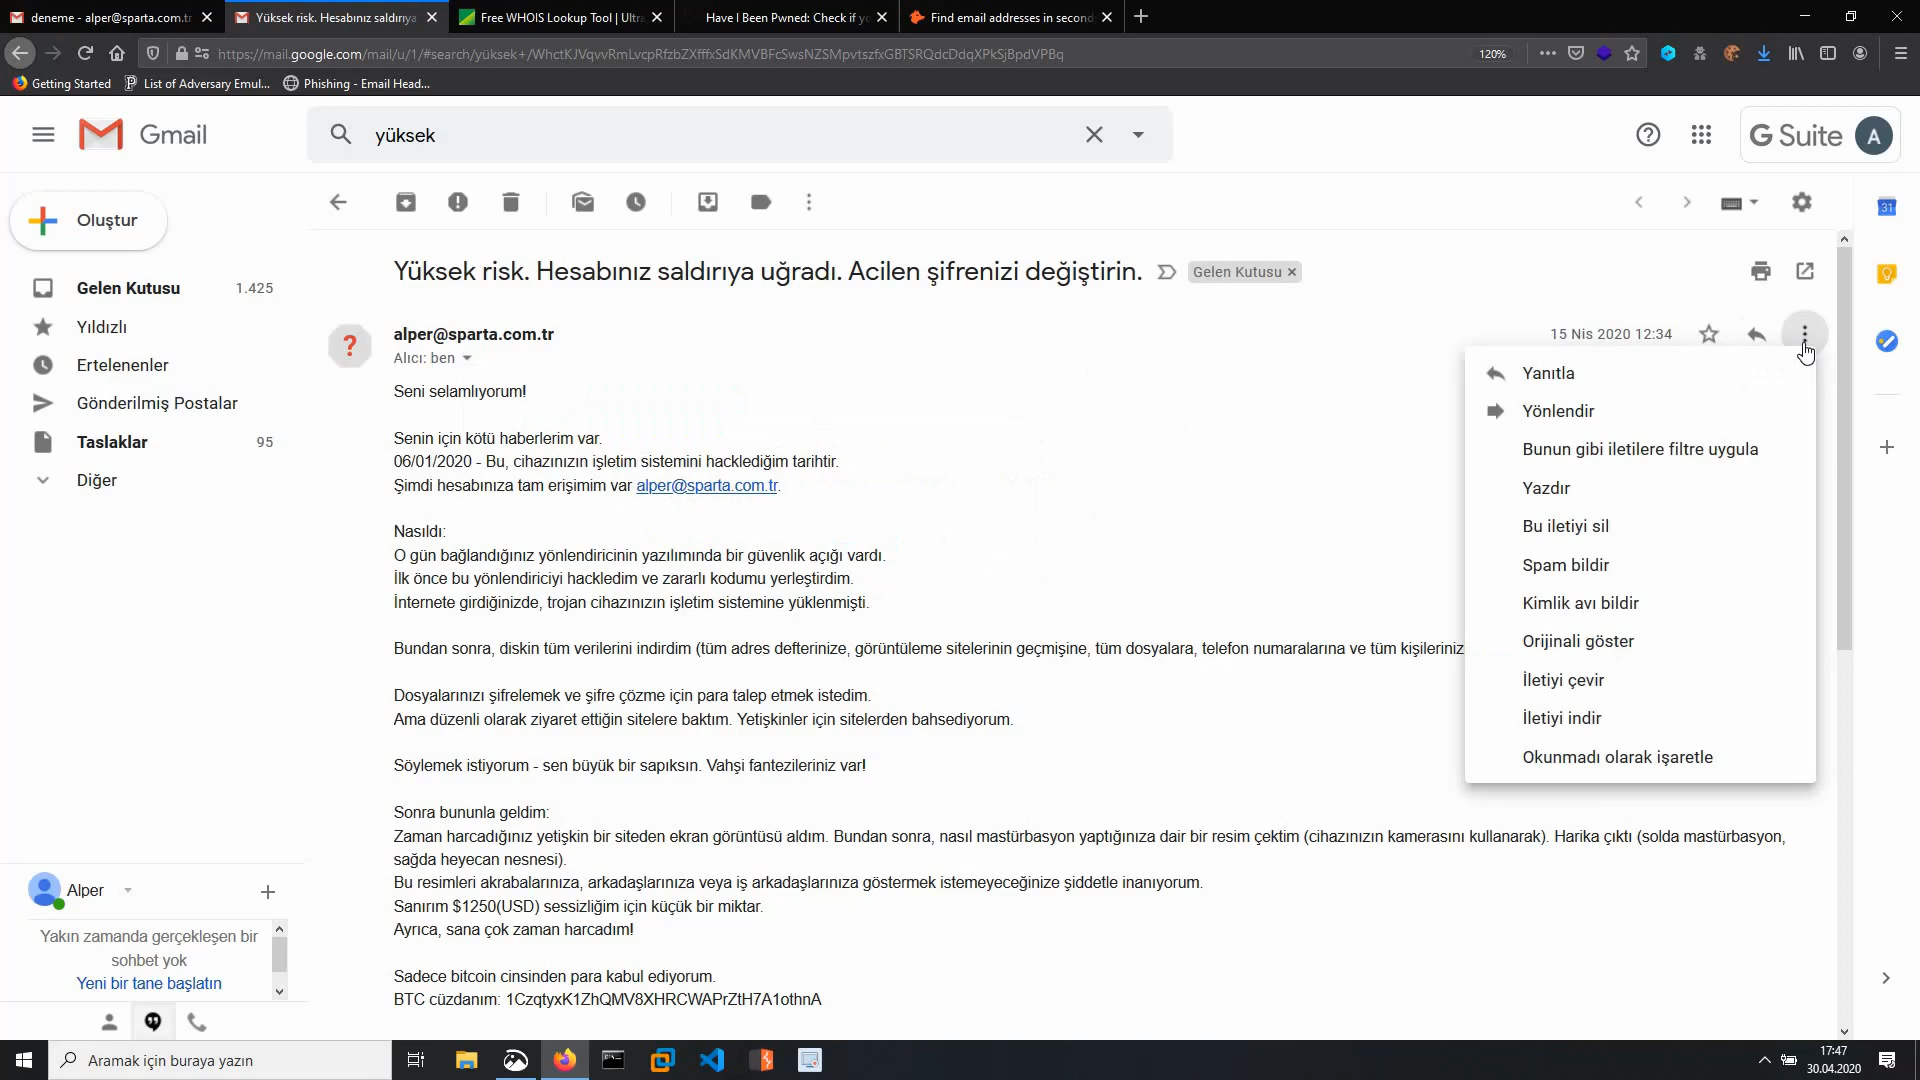 deneme - alper@sparta.com.tr
Yüksek risk. Hesabınız saldırıya
Free WHOIS Lookup Tool | Ultra
Have I Been Pwned: Check if yo
Find email addresses in second
https://mail.google.com/mail/u/1/#search/yüksek+/WhctKJVqvvRmLvcpRfzbZXfffxSdKMVBFcSwsNZSMpvtszfxGBTSRQdcDdqXPkSjBpdVPBq
120%
Getting Started
List of Adversary Emul...
Phishing - Email Head...
Gmail
yüksek
G Suite
A
Oluştur
31
Yüksek risk. Hesabınız saldırıya uğradı. Acilen şifrenizi değiştirin.
Gelen Kutusu
Gelen Kutusu 1.425
Yıldızlı
Ertelenenler
Gönderilmiş Postalar
Taslaklar 95
Diğer
alper@sparta.com.tr
15 Nis 2020 12:34
Alıcı: ben
Seni selamlıyorum!
Senin için kötü haberlerim var.
06/01/2020 - Bu, cihazınızın işletim sistemini hacklediğim tarihtir.
Şimdi hesabınıza tam erişimim var alper@sparta.com.tr.
Nasıldı:
O gün bağlandığınız yönlendiricinin yazılımında bir güvenlik açığı vardı.
İlk önce bu yönlendiriciyi hackledim ve zararlı kodumu yerleştirdim.
İnternete girdiğinizde, trojan cihazınızın işletim sistemine yüklenmişti.
Bundan sonra, diskin tüm verilerini indirdim (tüm adres defterinize, görüntüleme sitelerinin geçmişine, tüm dosyalara, telefon numaralarına ve tüm kişileriniz
Dosyalarınızı şifrelemek ve şifre çözme için para talep etmek istedim.
Ama düzenli olarak ziyaret ettiğin sitelere baktım. Yetişkinler için sitelerden bahsediyorum.
Söylemek istiyorum - sen büyük bir sapıksın. Vahşi fantezileriniz var!
Sonra bununla geldim:
Zaman harcadığınız yetişkin bir siteden ekran görüntüsü aldım. Bundan sonra, nasıl mastürbasyon yaptığınıza dair bir resim çektim (cihazınızın kamerasını kullanarak). Harika çıktı (solda mastürbasyon,
sağda heyecan nesnesi).
Bu resimleri akrabalarınıza, arkadaşlarınıza veya iş arkadaşlarınıza göstermek istemeyeceğinize şiddetle inanıyorum.
Sanırım $1250(USD) sessizliğim için küçük bir miktar.
Ayrıca, sana çok zaman harcadım!
Sadece bitcoin cinsinden para kabul ediyorum.
BTC cüzdanım: 1CzqtyxK1ZhQMV8XHRCWAPrZtH7A1othnA
Yanıtla
Yönlendir
Bunun gibi iletilere filtre uygula
Yazdır
Bu iletiyi sil
Spam bildir
Kimlik avı bildir
Orijinali göster
İletiyi çevir
İletiyi indir
Okunmadı olarak işaretle
Alper
Yakın zamanda gerçekleşen bir
sohbet yok
Yeni bir tane başlatın
Aramak için buraya yazın
17:47
30.04.2020